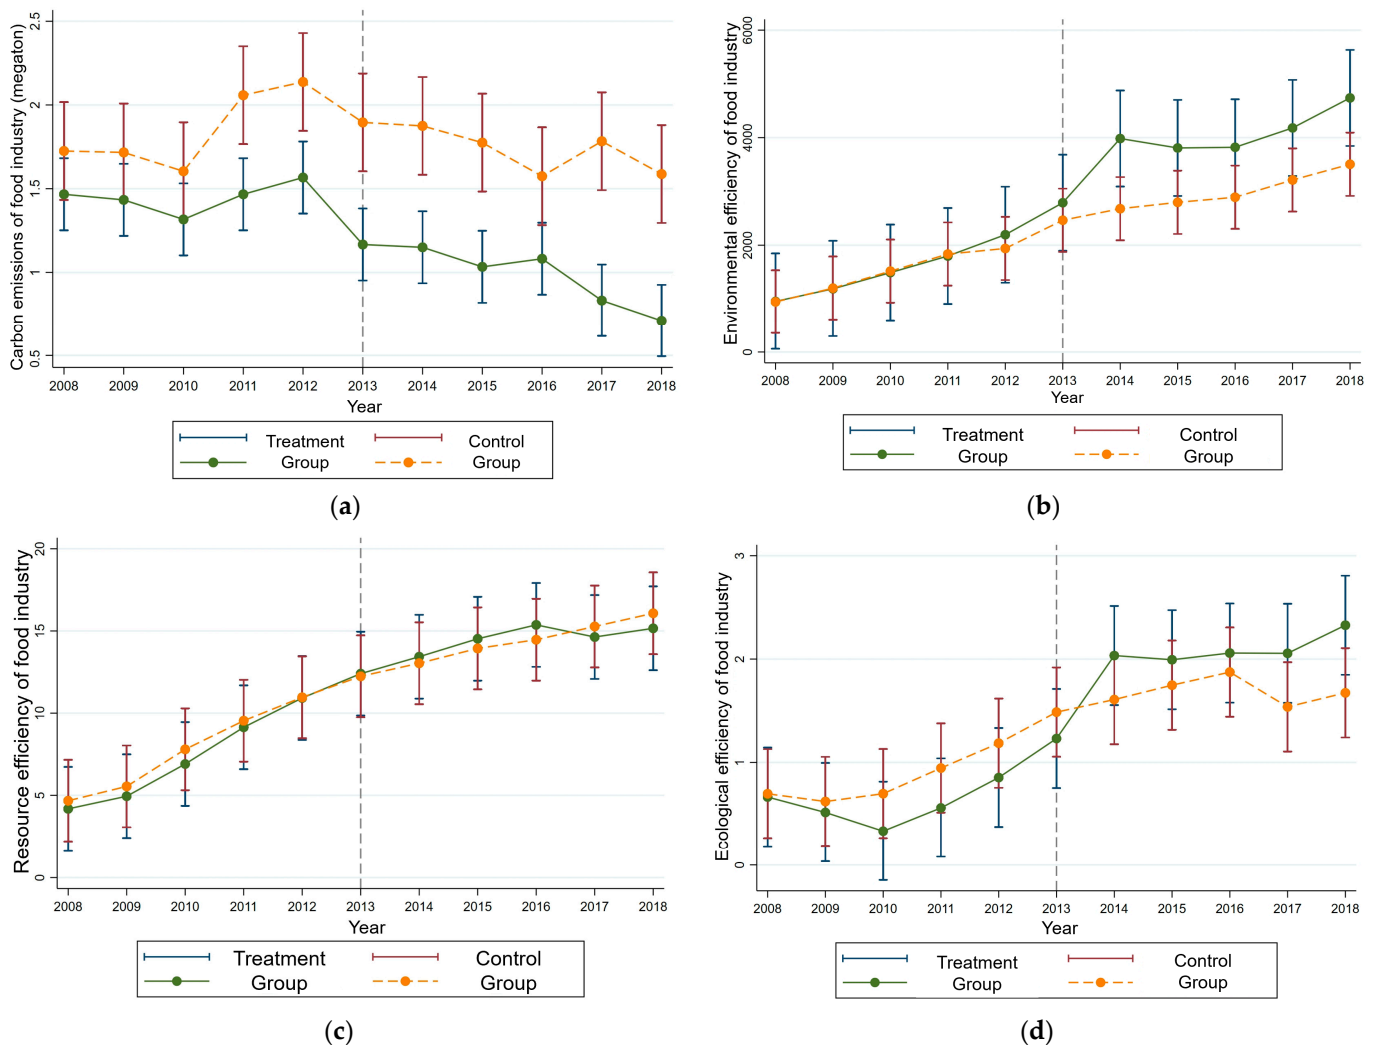 Carbon emissions of food industry (megaton)
2.5
2
1.5
1
0.5
2008 2009 2010 2011 2012 2013 2014 2015 2016 2017 2018
Year
Treatment Control
Group Group
(a)
Environmental efficiency of food industry
6000
4000
2000
0
2008 2009 2010 2011 2012 2013 2014 2015 2016 2017 2018
Year
Treatment Control
Group Group
(b)
Resource efficiency of food industry
20
15
10
5
0
2008 2009 2010 2011 2012 2013 2014 2015 2016 2017 2018
Year
Treatment Control
Group Group
(c)
Ecological efficiency of food industry
3
2
1
0
2008 2009 2010 2011 2012 2013 2014 2015 2016 2017 2018
Year
Treatment Control
Group Group
(d)